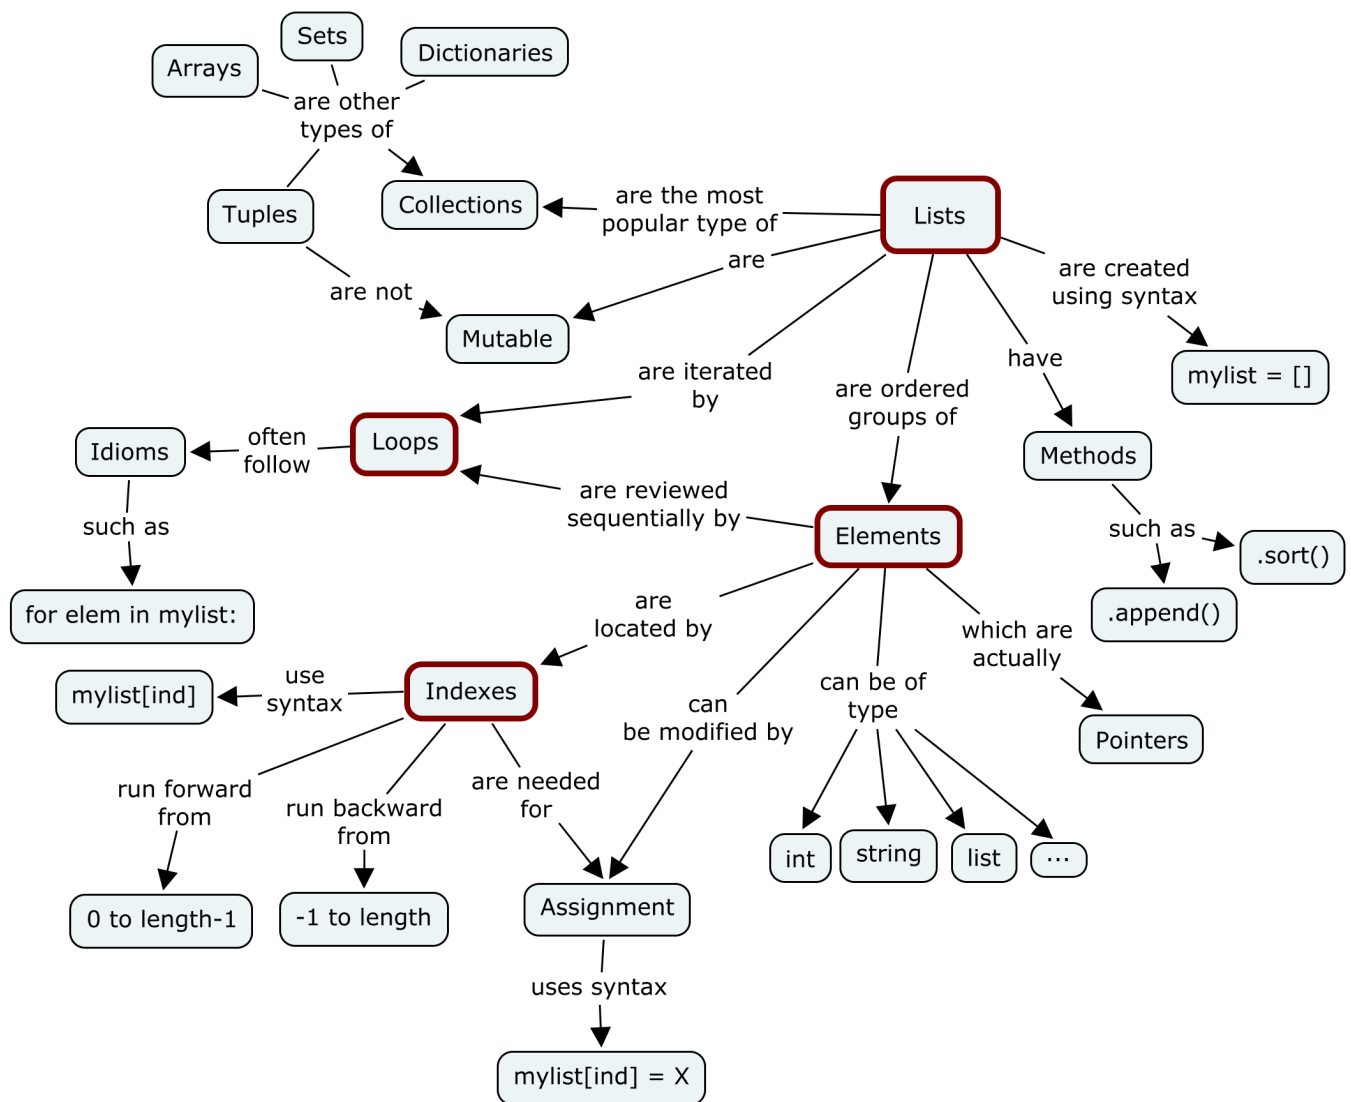 Sets
Dictionaries
Arrays
are other
types of
Tuples
Collections
are the most
popular type of
Lists
are
are not
Mutable
are created
using syntax
mylist = []
have
are iterated
by
are ordered
groups of
Idioms
often
follow
Loops
Methods
such as
are reviewed
sequentially by
Elements
such as
.sort()
for elem in mylist:
.append()
are
located by
which are
actually
mylist[ind]
use
syntax
Indexes
can
be modified by
can be of
type
Pointers
run forward
from
run backward
from
are needed
for
int
string
list
...
0 to length-1
-1 to length
Assignment
uses syntax
mylist[ind] = X